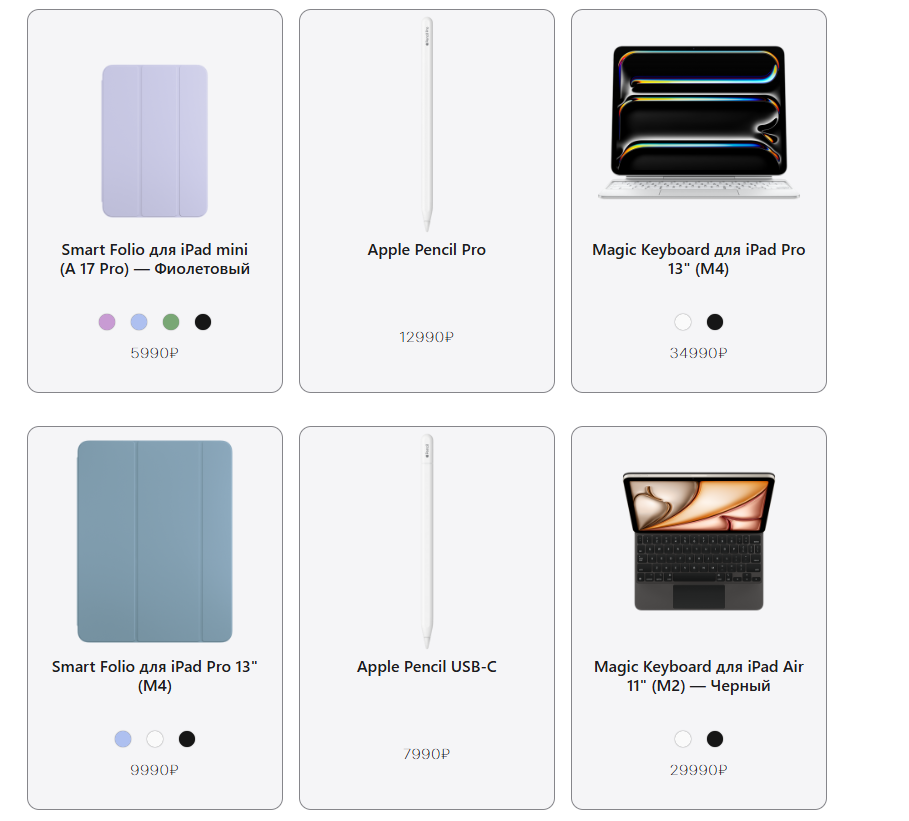 Smart Folio для iPad mini
(A 17 Pro) — Фиолетовый
5990₽
Apple Pencil Pro
12990₽
Magic Keyboard для iPad Pro
13" (M4)
34990₽
Smart Folio для iPad Pro 13"
(M4)
9990₽
Apple Pencil USB-C
7990₽
Magic Keyboard для iPad Air
11" (M2) — Черный
29990₽